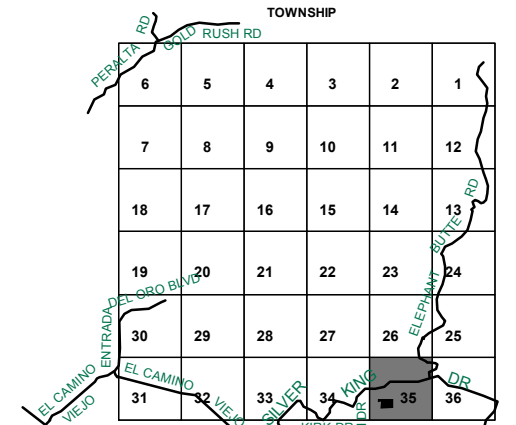 TOWNSHIP
PERALTA RD
GOLD RUSH RD
6 5 4 3 2 1
7 8 9 10 11 12
18 17 16 15 14 13
ELEPHANT BUTTE RD
19 20 21 22 23 24
ENTRADA DEL ORO BLVD
30 29 28 27 26 25
EL CAMINO VIEJO
EL CAMINO VIEJO
SILVER KING DR
31 32 33 34 35 36